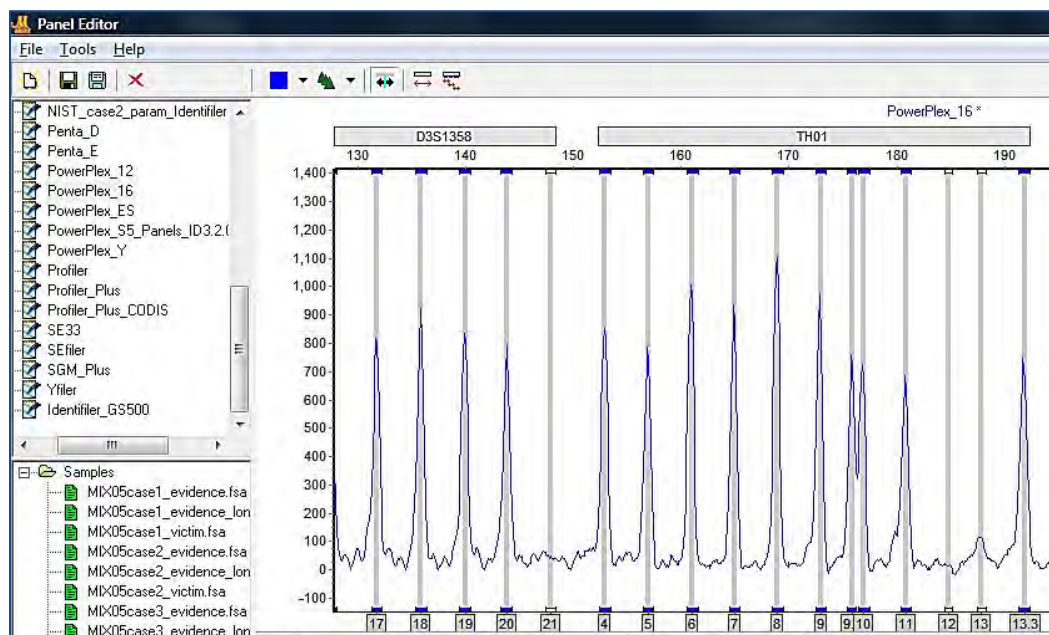 Panel Editor
File Tools Help
NIST_case2_param_Identifiler
Penta_D
Penta_E
PowerPlex_12
PowerPlex_16
PowerPlex_ES
PowerPlex_S5_Panels_ID3.2.(
PowerPlex_Y
Profiler
Profiler_Plus
Profiler_Plus_CODIS
SE33
SEfiler
SGM_Plus
Yfiler
Identifiler_GS500
Samples
MIX05case1_evidence.fsa
MIX05case1_evidence_lon
MIX05case1_victim.fsa
MIX05case2_evidence.fsa
MIX05case2_evidence_lon
MIX05case2_victim.fsa
MIX05case3_evidence.fsa
MIX05case3_evidence_lon
PowerPlex_16 *
D3S1358 TH01
130 140 150 160 170 180 190
1,400
1,300
1,200
1,100
1,000
900
800
700
600
500
400
300
200
100
0
-100
17 18 19 20 21 4 5 6 7 8 9 9 10 11 12 13 13.3